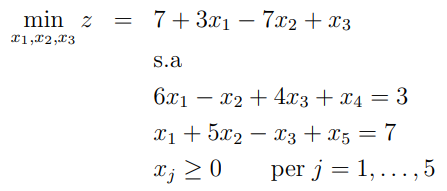 min z = 7 + 3x₁ − 7x₂ + x₃
x₁,x₂,x₃
s.a
6x₁ − x₂ + 4x₃ + x₄ = 3
x₁ + 5x₂ − x₃ + x₅ = 7
xⱼ ≥ 0 per j = 1, . . . , 5